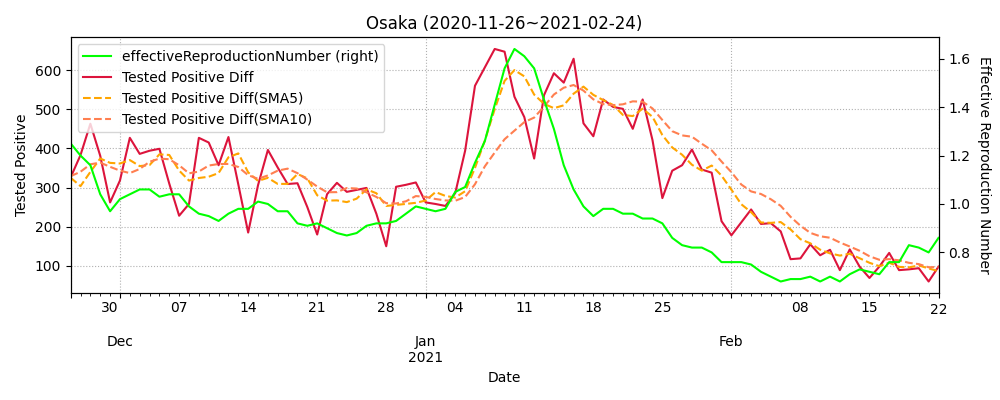 Osaka (2020-11-26~2021-02-24)
effectiveReproductionNumber (right)
Tested Positive Diff
Tested Positive Diff(SMA5)
Tested Positive Diff(SMA10)
Tested Positive
600
500
400
300
200
100
1.6
1.4
1.2
1.0
0.8
Effective Reproduction Number
30 07 14 21 28 04 11 18 25 08 15 22
Dec Jan Feb
2021
Date